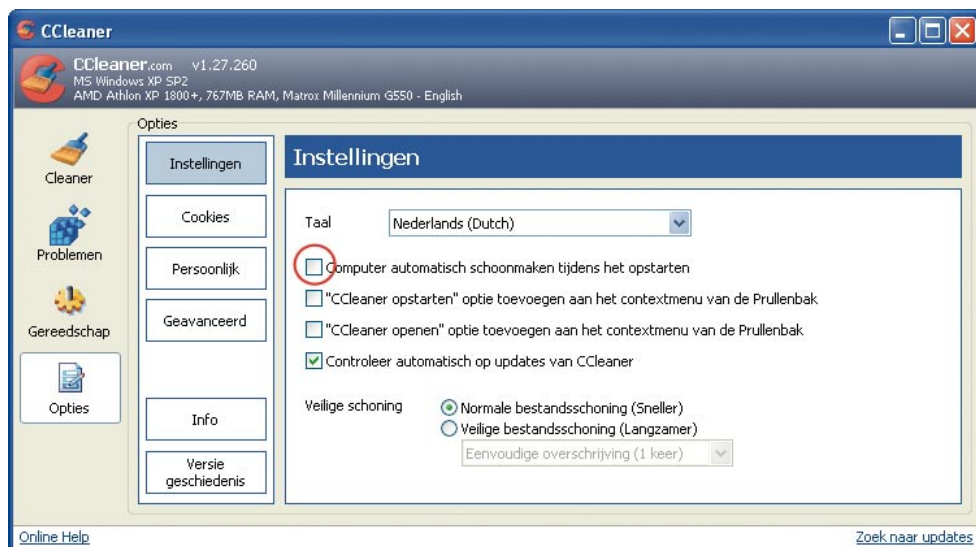 CCleaner
CCleaner.com v1.27.260
MS Windows XP SP2
AMD Athlon XP 1800+, 767MB RAM, Matrox Millennium G550 - English
Cleaner
Problemen
Gereedschap
Opties
Opties
Instellingen
Cookies
Persoonlijk
Geavanceerd
Info
Versie
geschiedenis
Instellingen
Taal Nederlands (Dutch)
Computer automatisch schoonmaken tijdens het opstarten
"CCleaner opstarten" optie toevoegen aan het contextmenu van de Prullenbak
"CCleaner openen" optie toevoegen aan het contextmenu van de Prullenbak
Controleer automatisch op updates van CCleaner
Veilige schoning Normale bestandsschoning (Sneller)
Veilige bestandsschoning (Langzamer)
Eenvoudige overschrijving (1 keer)
Online Help Zoek naar updates